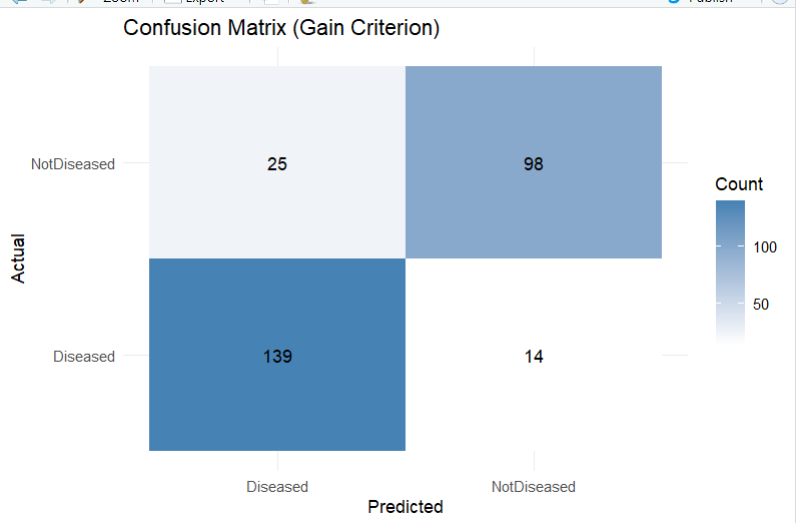 Zoom Export Publish
Confusion Matrix (Gain Criterion)
NotDiseased
25
98
Count
100
50
Actual
Diseased
139
14
Diseased
NotDiseased
Predicted